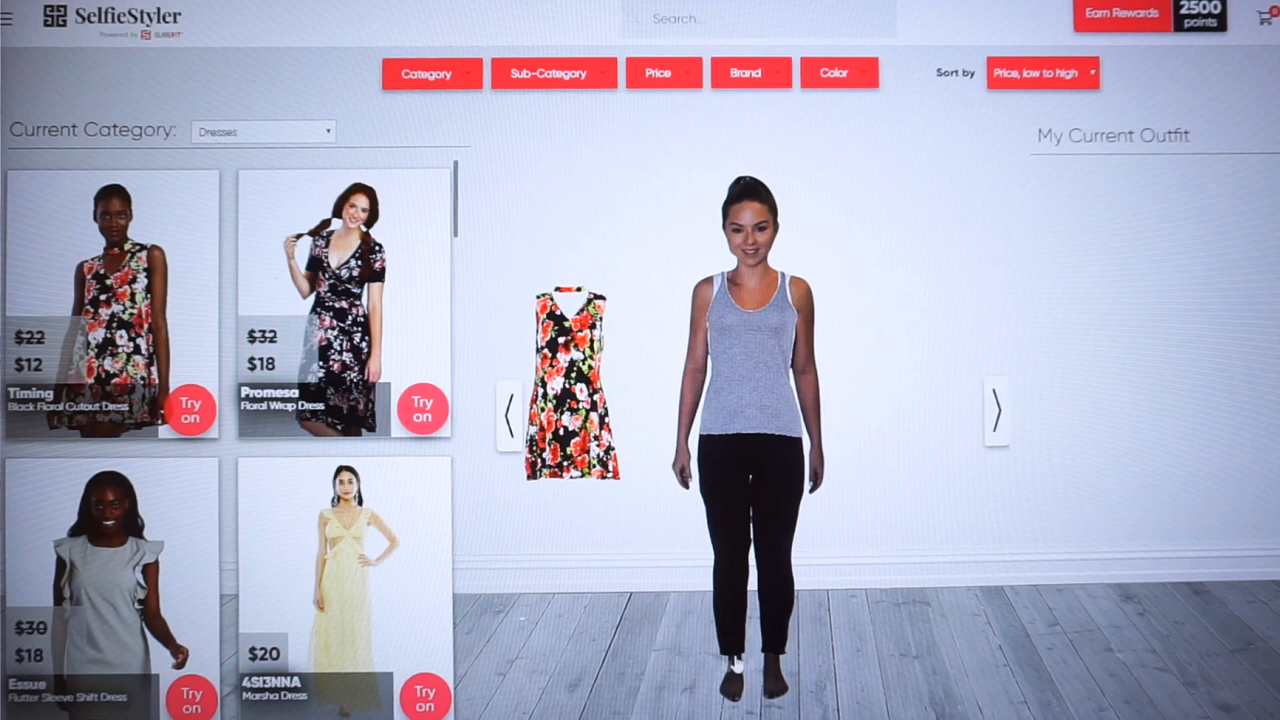 SelfieStyler
Powered by SUREFIT
Search...
Earn Rewards
2500
points
0
Category
Sub-Category
Price
Brand
Color
Sort by
Price, low to high
Current Category:
Dresses
My Current Outfit
$22
$12
Timing
Black Floral Cutout Dress
Try
on
$32
$18
Promesa
Floral Wrap Dress
Try
on
$30
$18
Essue
Flutter Sleeve Shift Dress
Try
on
$20
4SI3NNA
Marsha Dress
Try
on